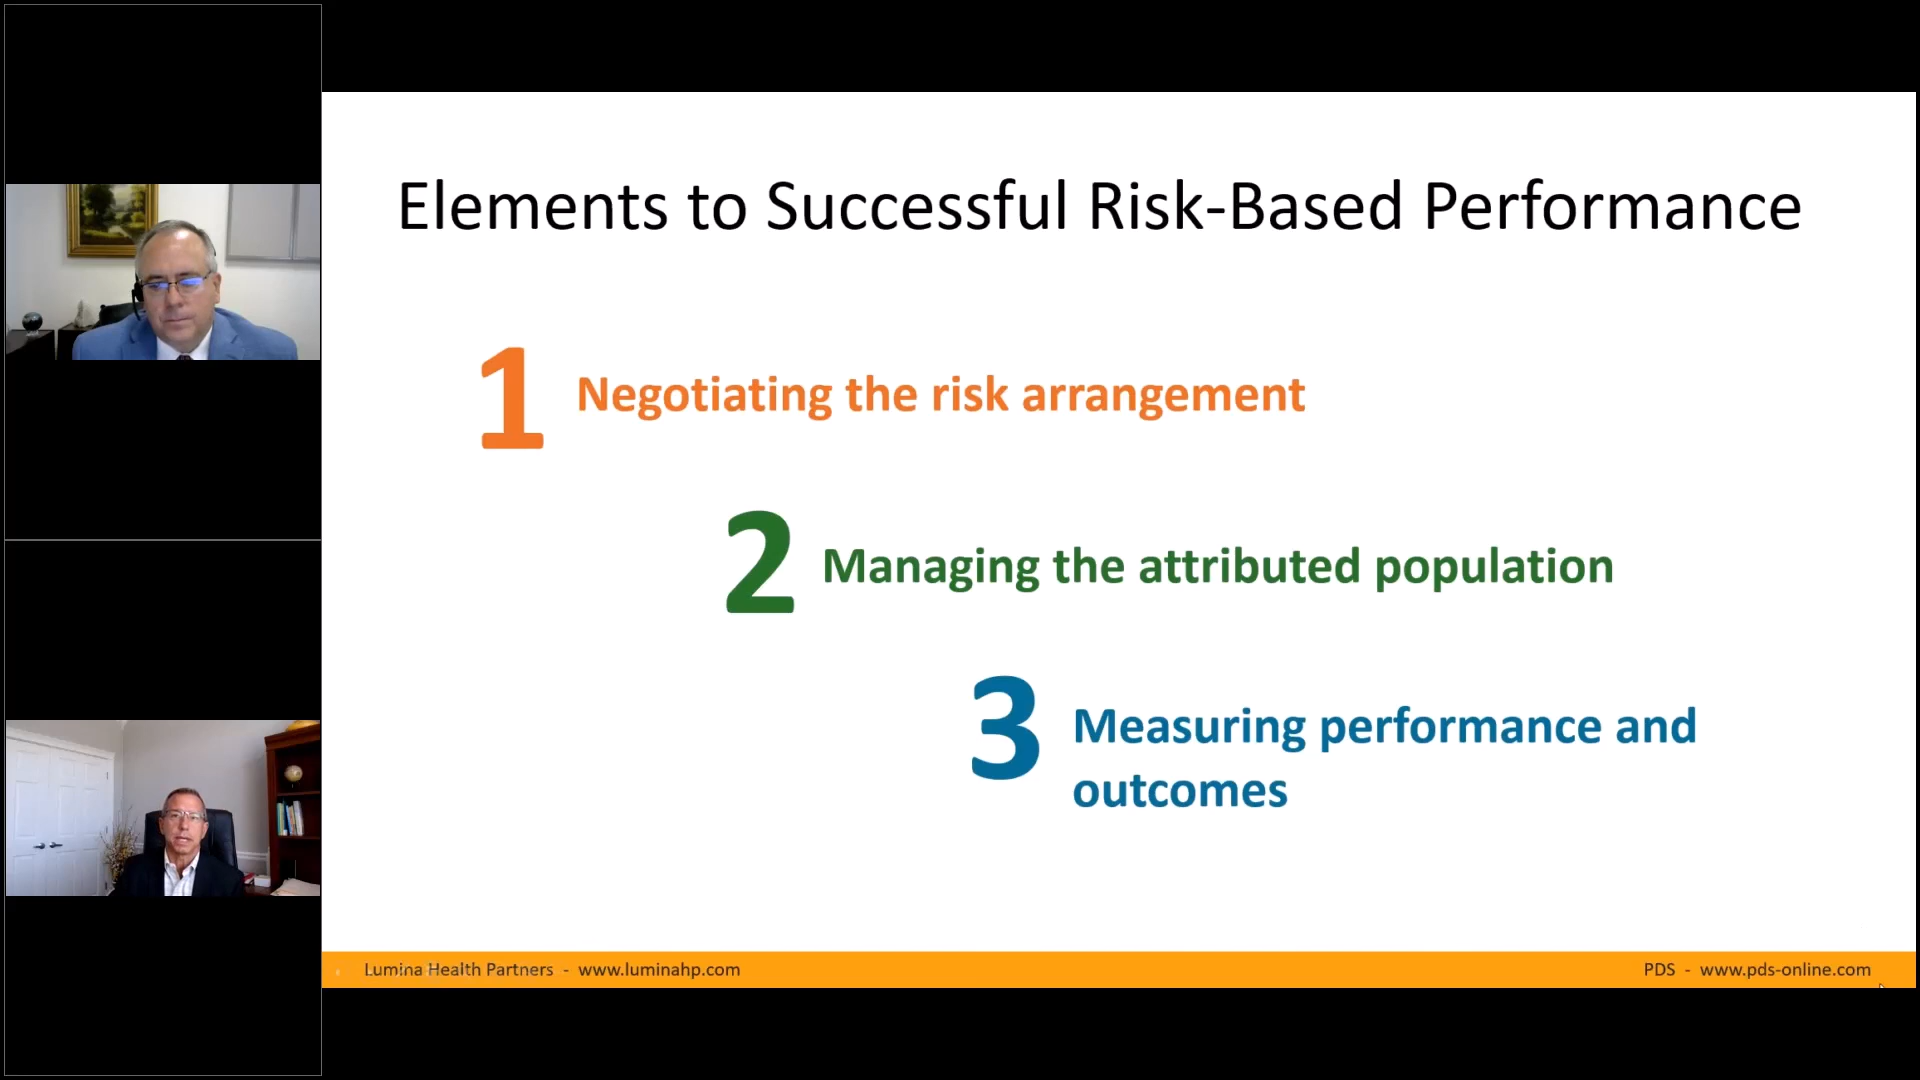 Elements to Successful Risk-Based Performance
1 Negotiating the risk arrangement
2 Managing the attributed population
3 Measuring performance and
outcomes
Lumina Health Partners - www.luminahp.com
PDS - www.pds-online.com